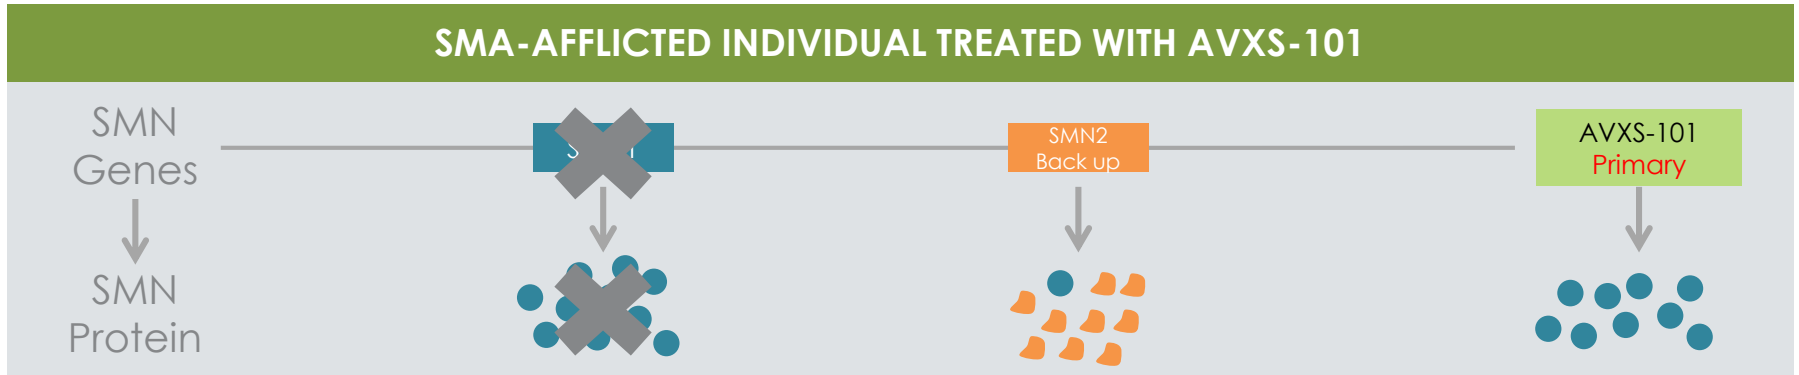 SMA-AFFLICTED INDIVIDUAL TREATED WITH AVXS-101
SMN
Genes
SMN2
Back up
AVXS-101
Primary
SMN
Protein